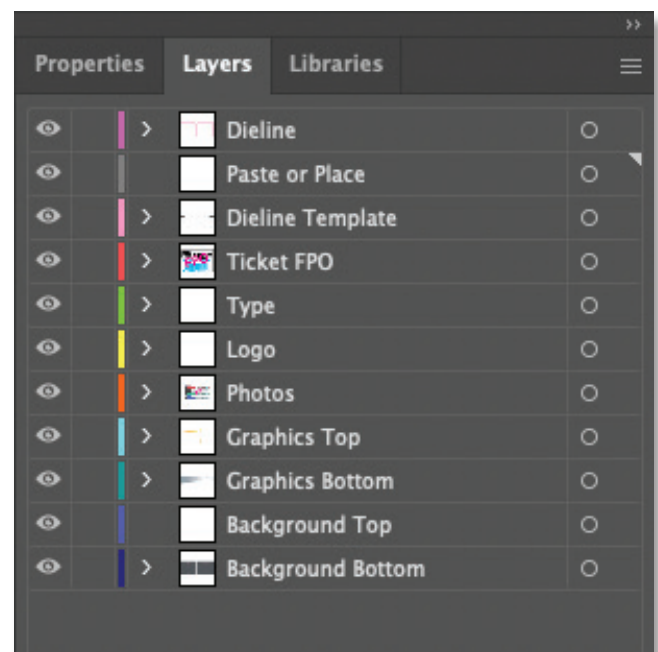 Properties Layers Libraries
Dieline
Paste or Place
Dieline Template
Ticket FPO
Type
Logo
Photos
Graphics Top
Graphics Bottom
Background Top
Background Bottom